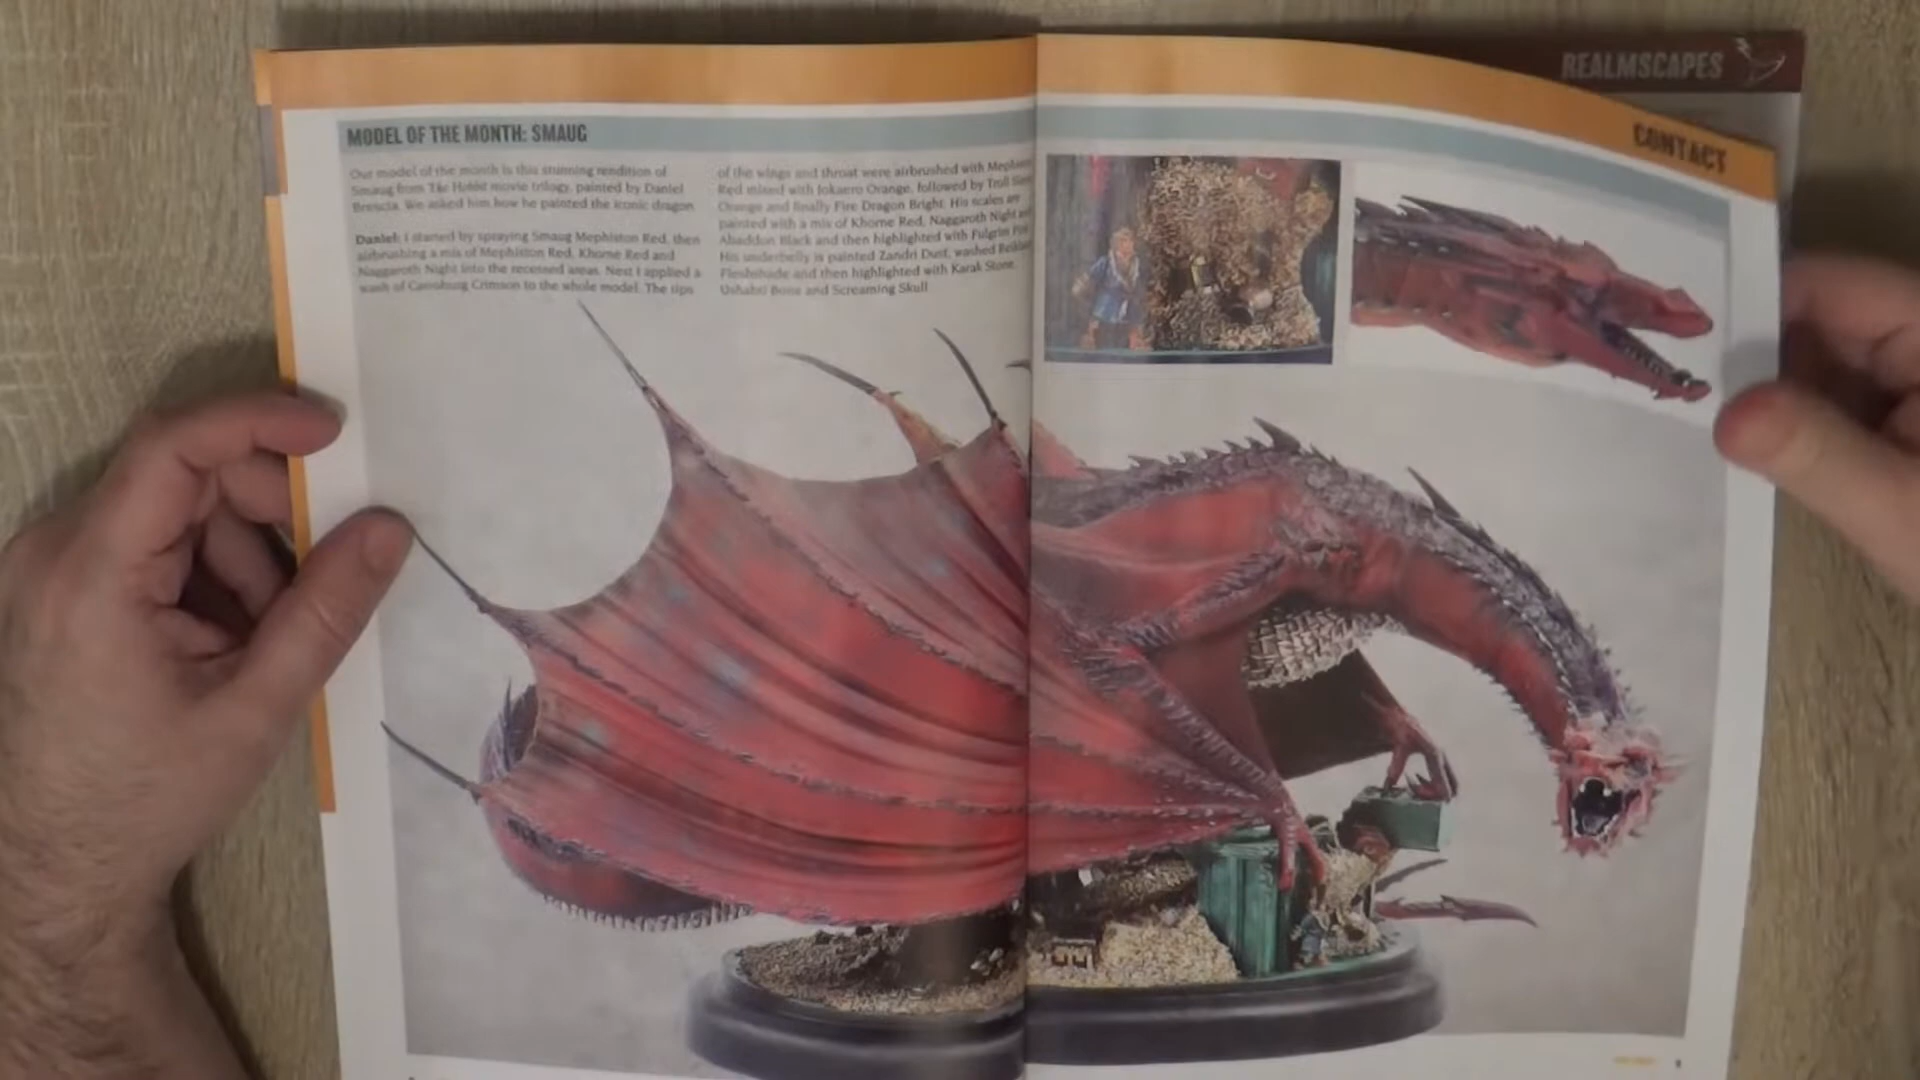 REALMSCAPES
CONTACT
MODEL OF THE MONTH: SMAUG
Our model of the month is this stunning rendition of
Smaug from The Hobbit movie trilogy, painted by Daniel
Brescia. We asked him how he painted the iconic dragon.
Daniel: I started by spraying Smaug Mephiston Red, then
airbrushing a mix of Mephiston Red, Khorne Red and
Naggaroth Night into the recessed areas. Next I applied a
wash of Carroburg Crimson to the whole model. The tips
of the wings and throat were airbrushed with Mephiston
Red mixed with Jokaero Orange, followed by Troll Slayer
Orange and finally Fire Dragon Bright. His scales are
painted with a mix of Khorne Red, Naggaroth Night and
Abaddon Black and then highlighted with Fulgrim Pink
His underbelly is painted Zandri Dust, washed Reikland
Fleshshade and then highlighted with Karak Stone,
Ushabti Bone and Screaming Skull